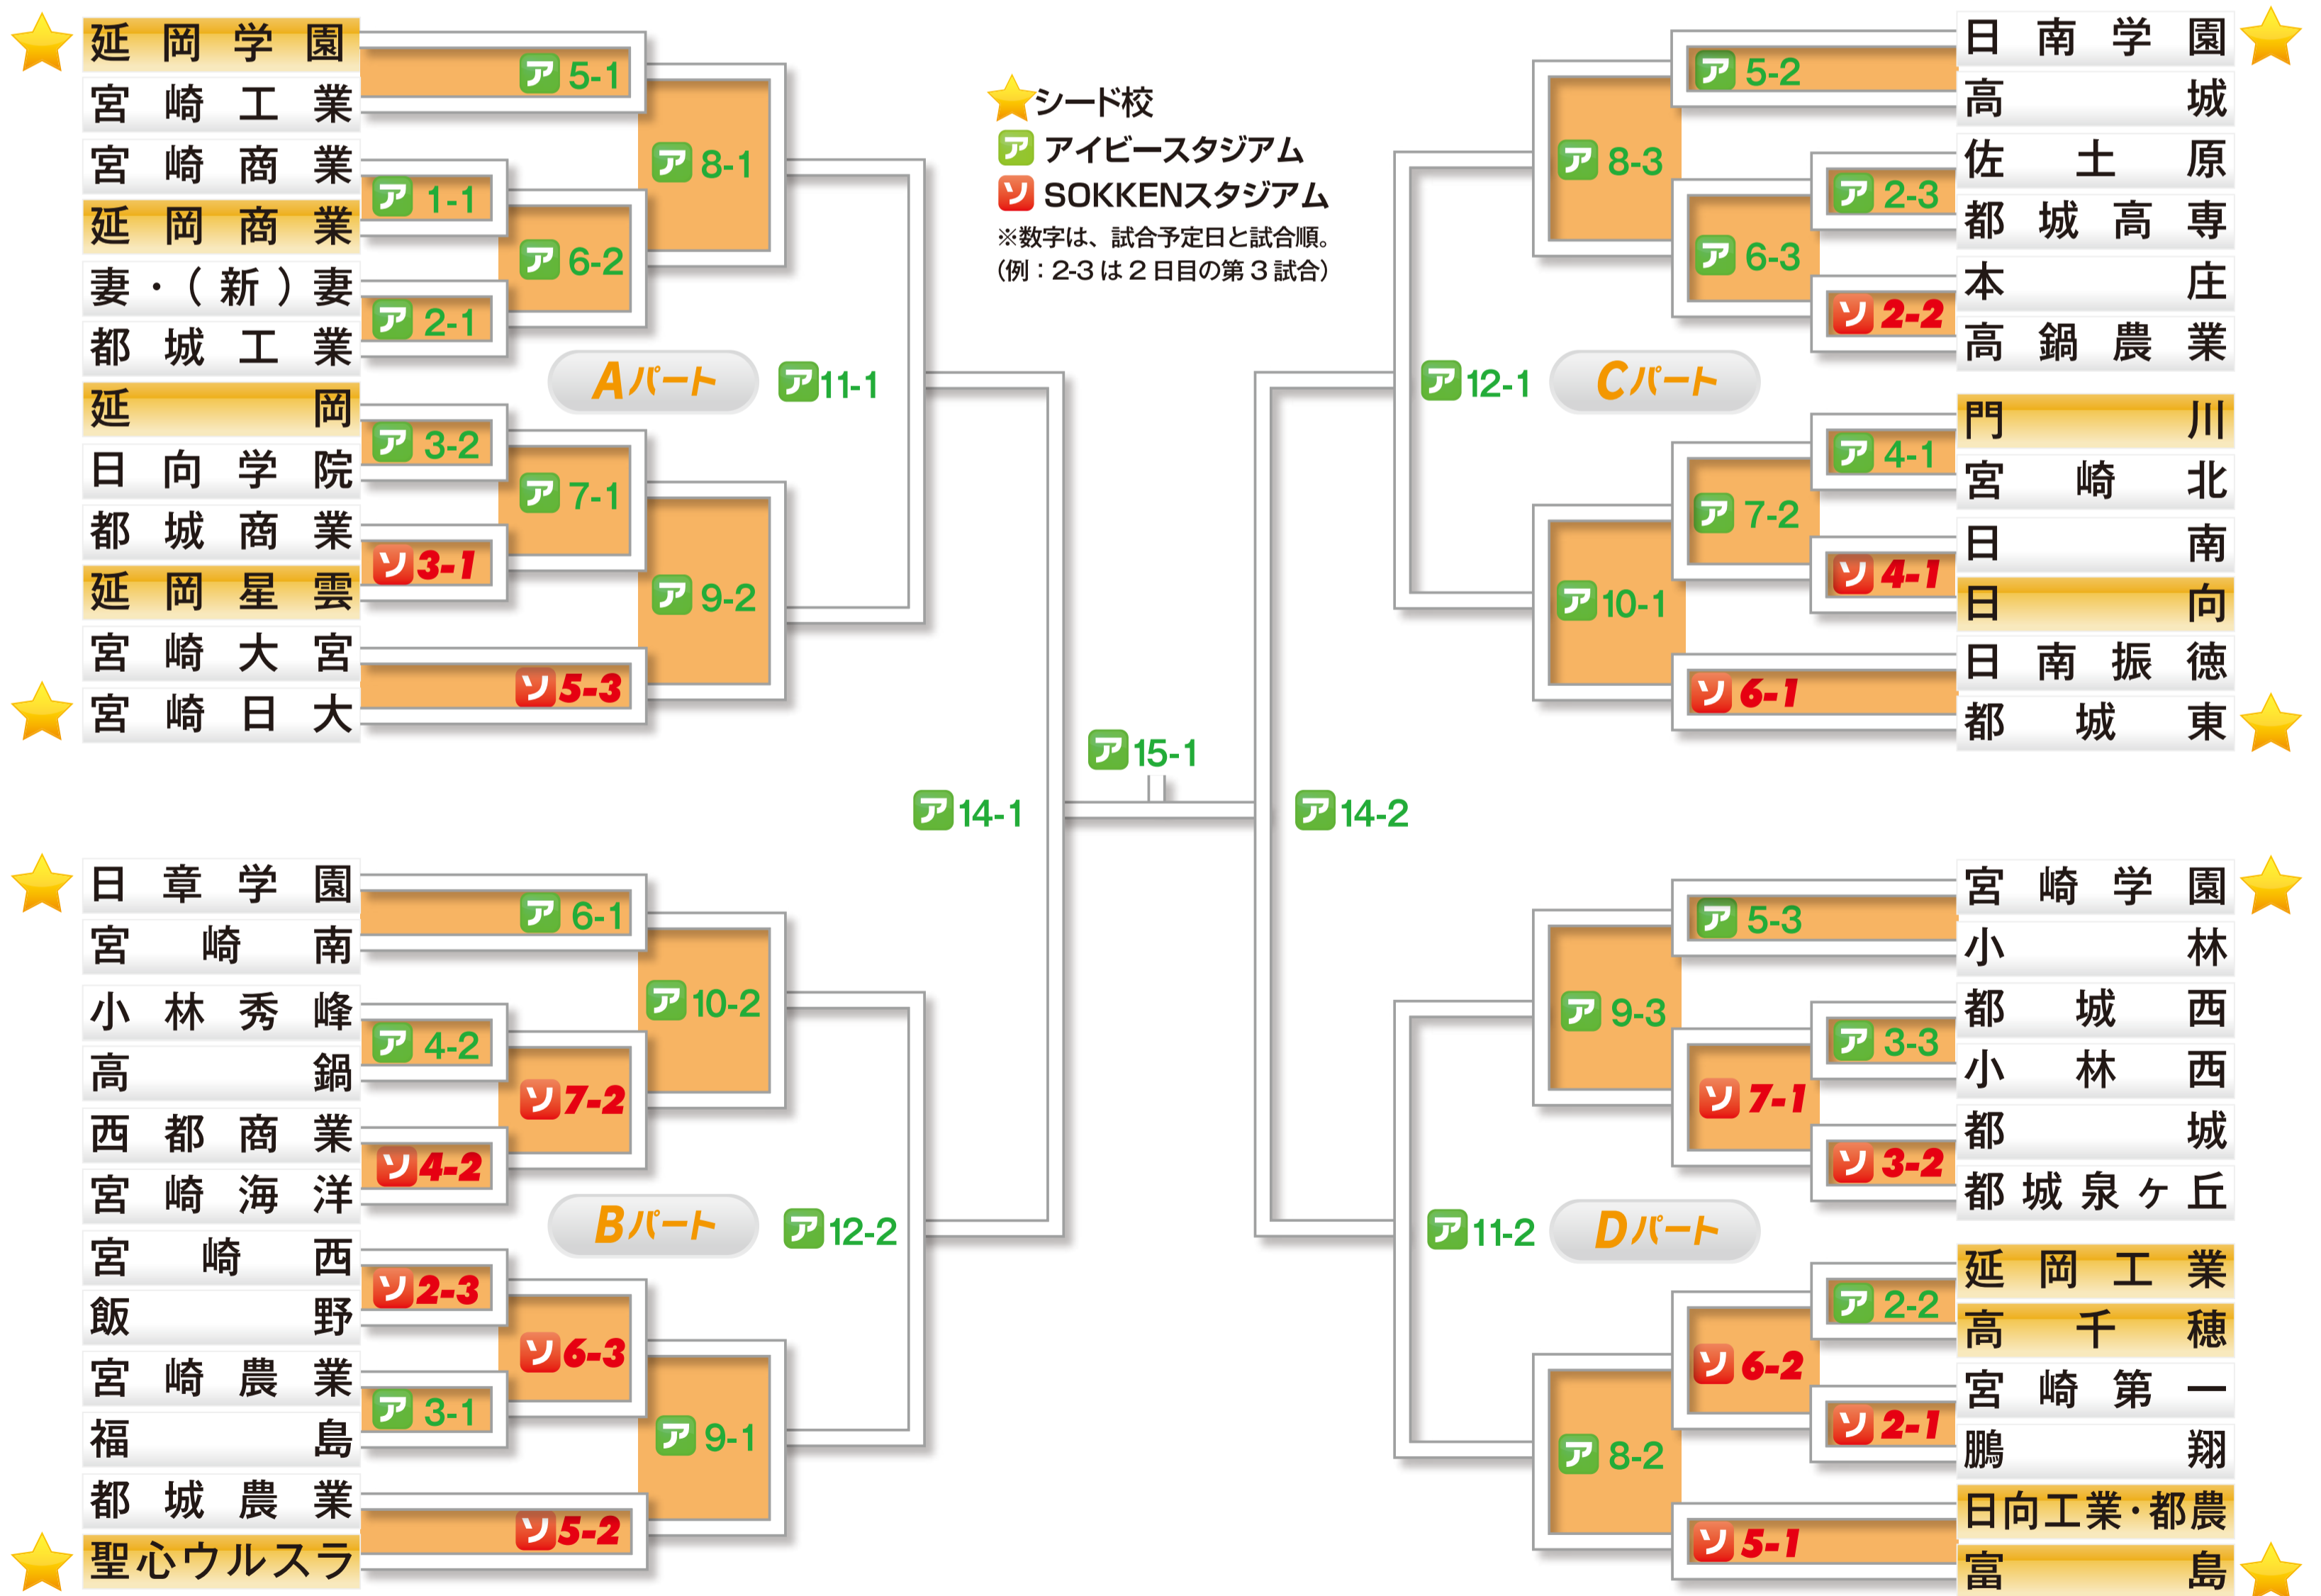 延岡学園
宮崎工業
宮崎商業
延岡商業
妻・(新)妻
都城工業
延岡
日向学院
都城商業
延岡星雲
宮崎大宮
宮崎日大
ア 5-1
ア 1-1
ア 2-1
ア 6-2
ア 8-1
ア 3-2
ソ 3-1
ア 7-1
ソ 5-3
ア 9-2
Aパート
ア 11-1
シード校
ア アイビースタジアム
ソ SOKKENスタジアム
※数字は、試合予定日と試合順。
(例：2-3は2日目の第3試合)
日南学園
高城
佐土原
都城高専
本庄
高鍋農業
門川
宮崎北
日南
日向
日南振徳
都城東
ア 5-2
ア 8-3
ア 2-3
ア 6-3
ソ 2-2
ア 12-1
Cパート
ア 4-1
ア 7-2
ソ 4-1
ア 10-1
ソ 6-1
ア 15-1
ア 14-1
ア 14-2
日章学園
宮崎南
小林秀峰
高鍋
西都商業
宮崎海洋
宮崎西
飯野
宮崎農業
福島
都城農業
聖心ウルスラ
ア 6-1
ア 10-2
ア 4-2
ソ 7-2
ソ 4-2
Bパート
ア 12-2
ソ 2-3
ソ 6-3
ア 3-1
ア 9-1
ソ 5-2
宮崎学園
小林
都城西
小林西
都城
都城泉ヶ丘
延岡工業
高千穂
宮崎第一
鵬翔
日向工業・都農
富島
ア 5-3
ア 9-3
ア 3-3
ソ 7-1
ソ 3-2
ア 11-2
Dパート
ア 2-2
ソ 6-2
ソ 2-1
ア 8-2
ソ 5-1